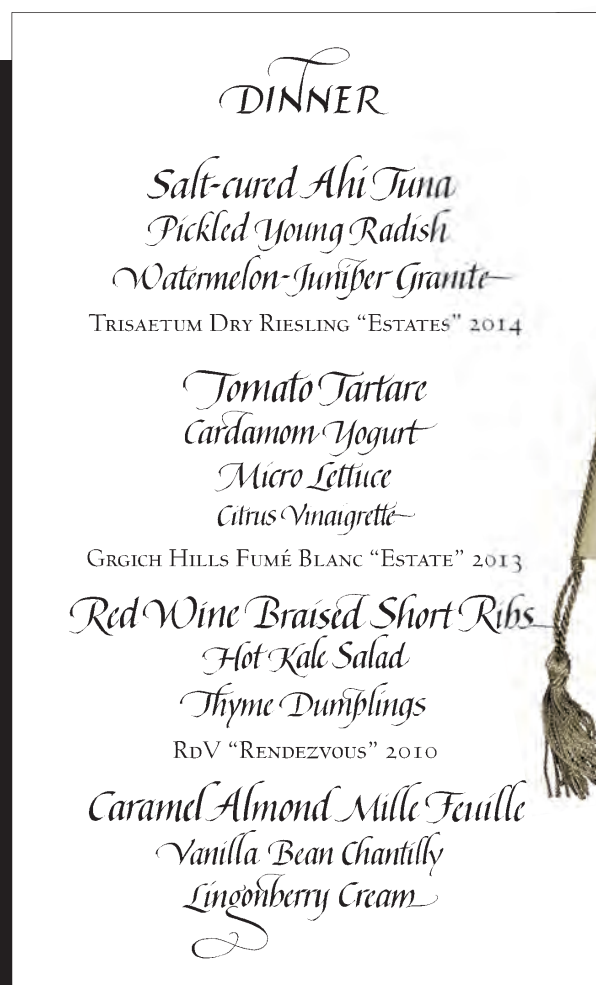 DINNER
Salt-cured Ahi Tuna
Pickled Young Radish
Watermelon-Juniper Granite
TRISAETUM DRY RIESLING “ESTATES” 2014
Tomato Tartare
Cardamom Yogurt
Micro Lettuce
Citrus Vinaigrette
GRGICH HILLS FUMÉ BLANC “ESTATE” 2013
Red Wine Braised Short Ribs
Hot Kale Salad
Thyme Dumplings
RDV “RENDEZVOUS” 2010
Caramel Almond Mille Feuille
Vanilla Bean Chantilly
Lingonberry Cream